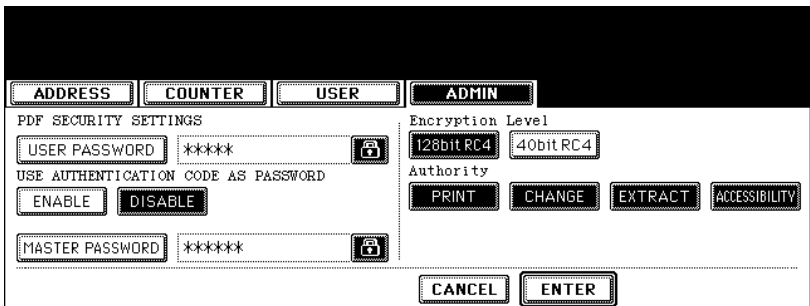 ADDRESS COUNTER USER ADMIN
PDF SECURITY SETTINGS
USER PASSWORD *****
USE AUTHENTICATION CODE AS PASSWORD
ENABLE DISABLE
MASTER PASSWORD ******
Encryption Level
128bit RC4 40bit RC4
Authority
PRINT CHANGE EXTRACT ACCESSIBILITY
CANCEL ENTER